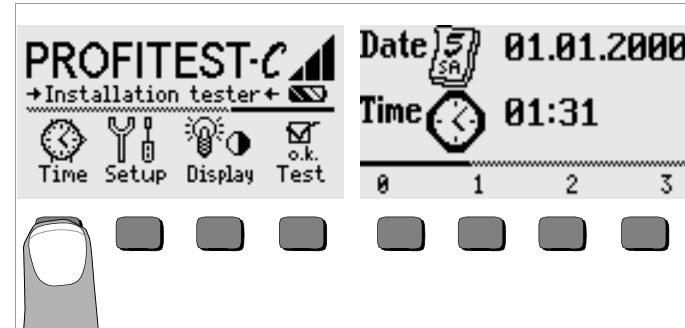 PROFITEST-C
→Installation tester←
Time Setup Display o.k. Test
Date 5 SA 01.01.2000
Time 01:31
0 1 2 3